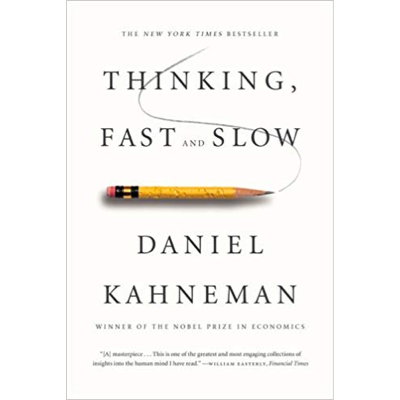 THE NEW YORK TIMES BESTSELLER
THINKING,
FAST AND SLOW
DANIEL
KAHNEMAN
WINNER OF THE NOBEL PRIZE IN ECONOMICS
"[A] masterpiece . . . This is one of the greatest and most engaging collections of
insights into the human mind I have read." —WILLIAM EASTERLY, Financial Times